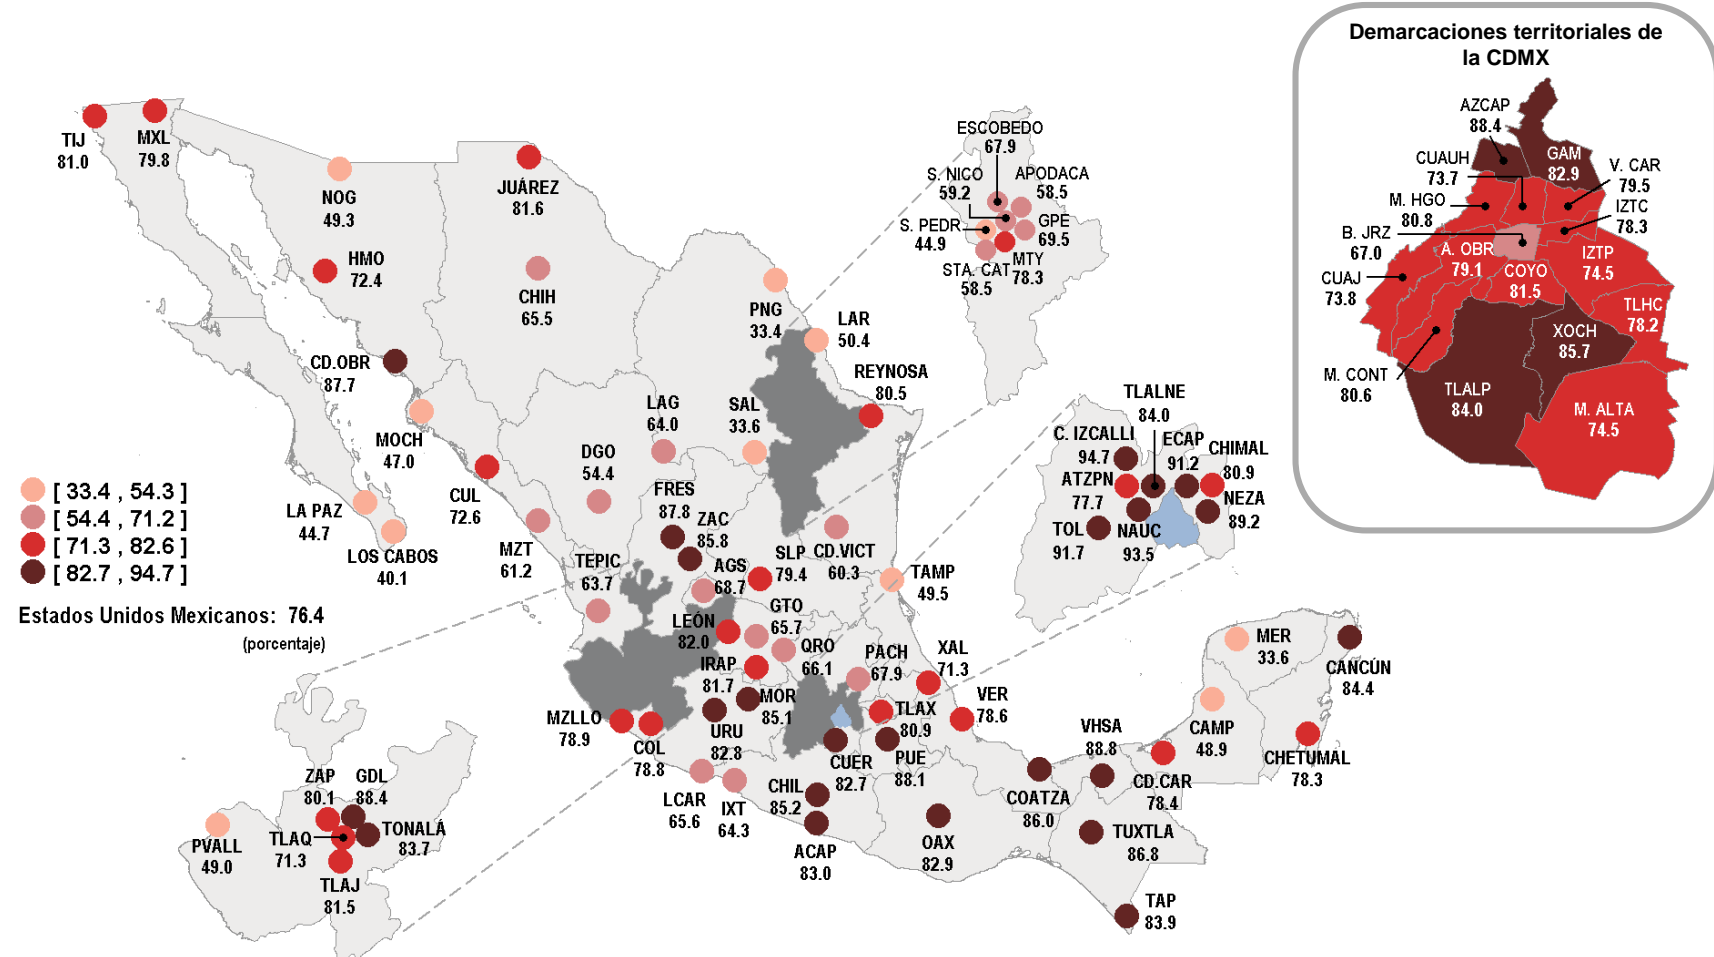 Demarcaciones territoriales de
la CDMX
AZCAP
88.4
GAM
82.9
CUAUH
73.7
V. CAR
79.5
M. HGO
80.8
IZTC
78.3
B. JRZ
67.0
A. OBR
79.1
IZTP
74.5
CUAJ
73.8
COYO
81.5
TLHC
78.2
XOCH
85.7
M. CONT
80.6
TLALP
84.0
M. ALTA
74.5
TIJ
81.0
MXL
79.8
NOG
49.3
JUÁREZ
81.6
HMO
72.4
CHIH
65.5
ESCOBEDO
67.9
S. NICO
59.2
APODACA
58.5
S. PEDR
44.9
GPE
69.5
STA. CAT
58.5
MTY
78.3
PNG
33.4
LAR
50.4
REYNOSA
80.5
CD.OBR
87.7
MOCH
47.0
LAG
64.0
SAL
33.6
DGO
54.4
CUL
72.6
LA PAZ
44.7
LOS CABOS
40.1
MZT
61.2
FRES
87.8
ZAC
85.8
TEPIC
63.7
AGS
68.7
SLP
79.4
CD.VICT
60.3
TAMP
49.5
TLALNE
84.0
C. IZCALLI
94.7
ECAP
91.2
CHIMAL
80.9
ATZPN
77.7
NEZA
89.2
TOL
91.7
NAUC
93.5
[ 33.4 , 54.3 ]
[ 54.4 , 71.2 ]
[ 71.3 , 82.6 ]
[ 82.7 , 94.7 ]
Estados Unidos Mexicanos: 76.4
(porcentaje)
LEÓN
82.0
GTO
65.7
QRO
66.1
IRAP
81.7
PACH
67.9
XAL
71.3
MOR
85.1
URU
82.8
MZLLO
78.9
COL
78.8
TLAX
80.9
VER
78.6
CUER
82.7
PUE
88.1
LCAR
65.6
IXT
64.3
CHIL
85.2
ACAP
83.0
OAX
82.9
COATZA
86.0
VHSA
88.8
CD.CAR
78.4
TUXTLA
86.8
TAP
83.9
MER
33.6
CANCÚN
84.4
CAMP
48.9
CHETUMAL
78.3
ZAP
80.1
GDL
88.4
PVALL
49.0
TLAQ
71.3
TONALÁ
83.7
TLAJ
81.5